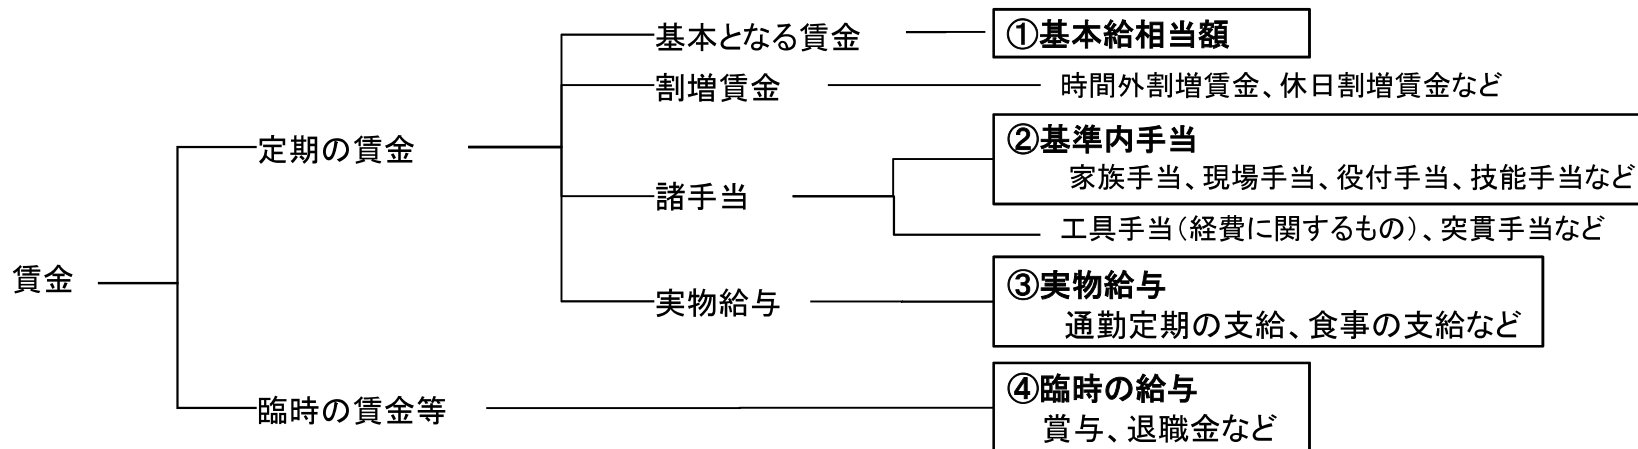 基本となる賃金
①基本給相当額
割増賃金
時間外割増賃金、休日割増賃金など
定期の賃金
②基準内手当
家族手当、現場手当、役付手当、技能手当など
諸手当
工具手当(経費に関するもの)、突貫手当など
賃金
③実物給与
実物給与
通勤定期の支給、食事の支給など
臨時の賃金等
④臨時の給与
賞与、退職金など